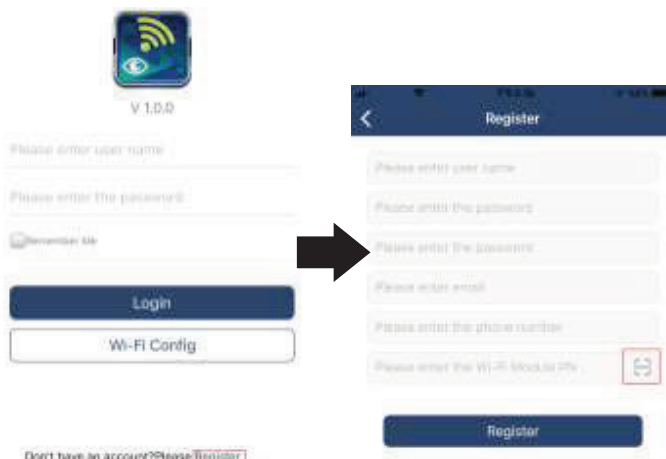 V 1.0.0
Please enter user name
Please enter the password
Remember Me
Login
Wi-Fi Config
Don't have an account?Please Register
Register
Please enter user name
Please enter the password
Please enter the password
Please enter email
Please enter the phone number
Please enter the Wi-Fi Module PN
Register